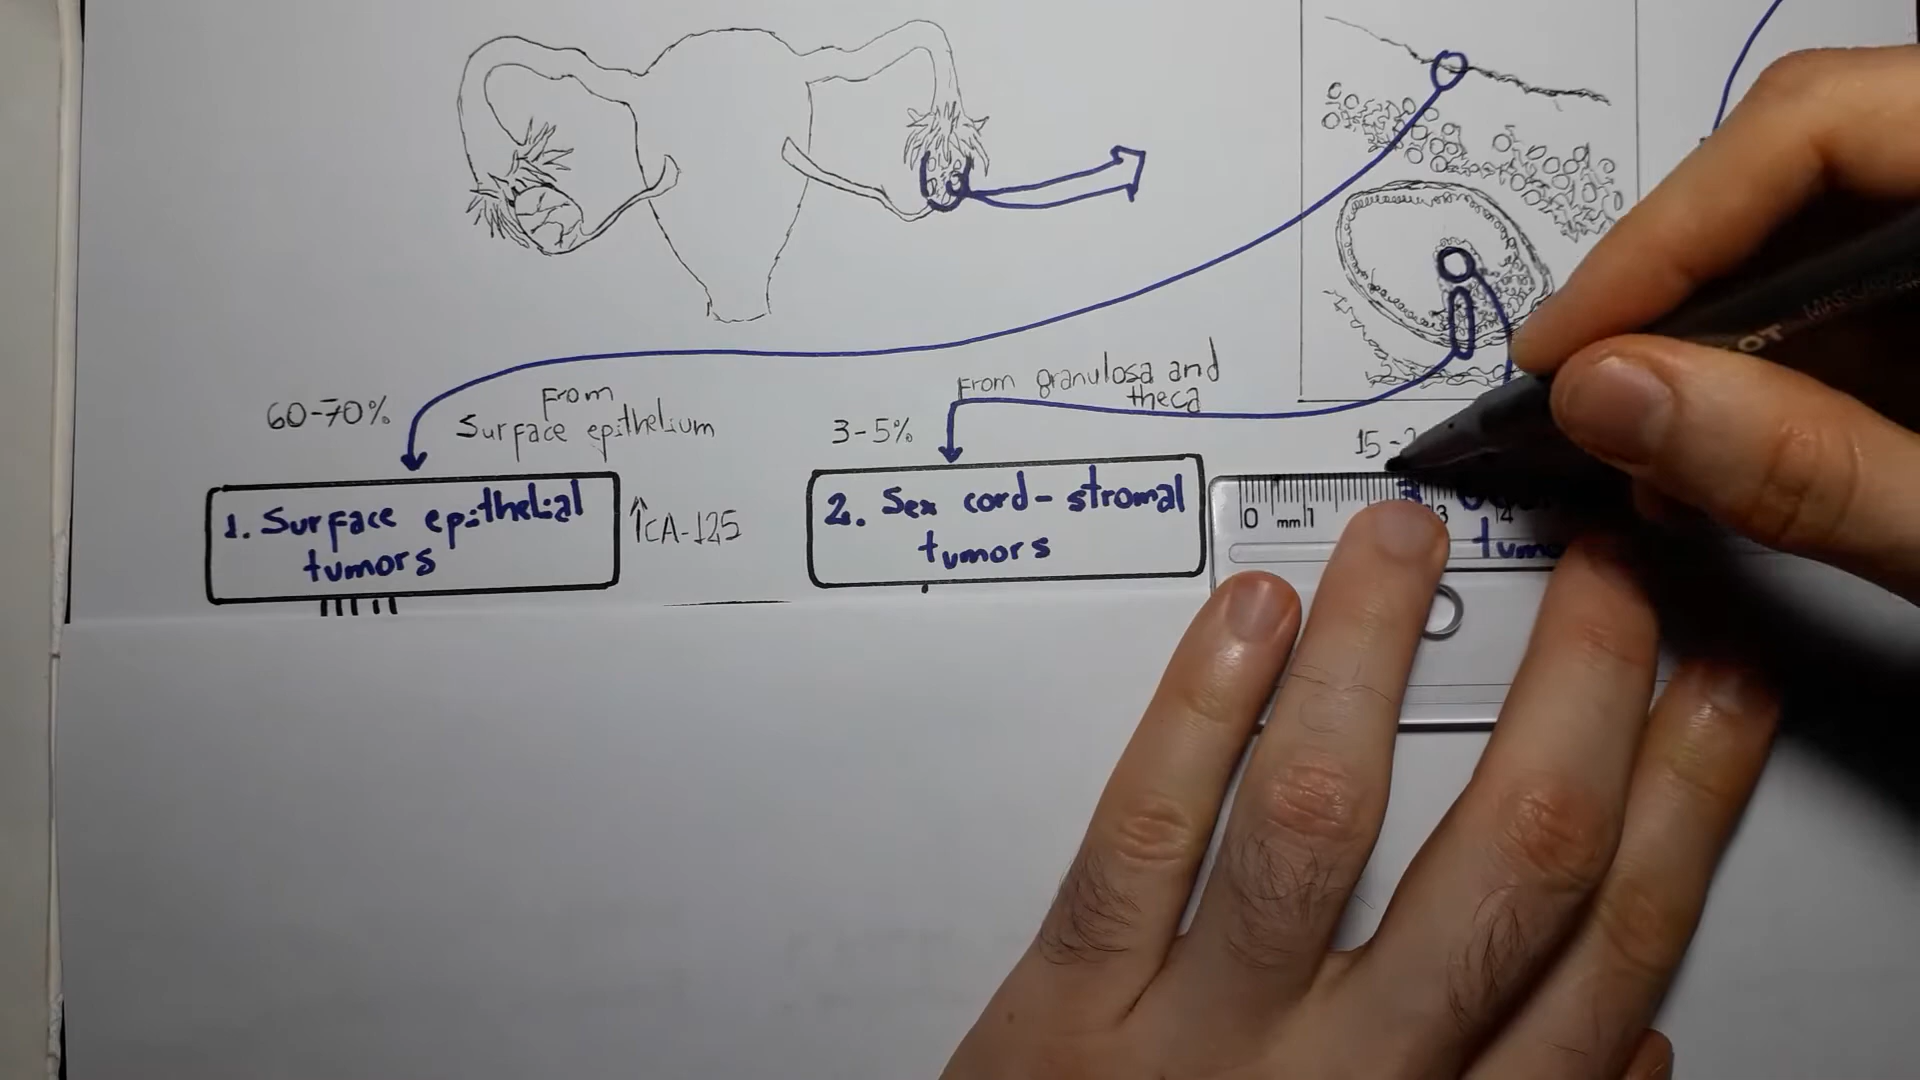 60-70%
From
Surface epithelium
From granulosa and
theca
3-5%
15-2
1. Surface epithelial
tumors
↑CA-125
2. Sex cord-stromal
tumors
3
0 mm 1 3 4